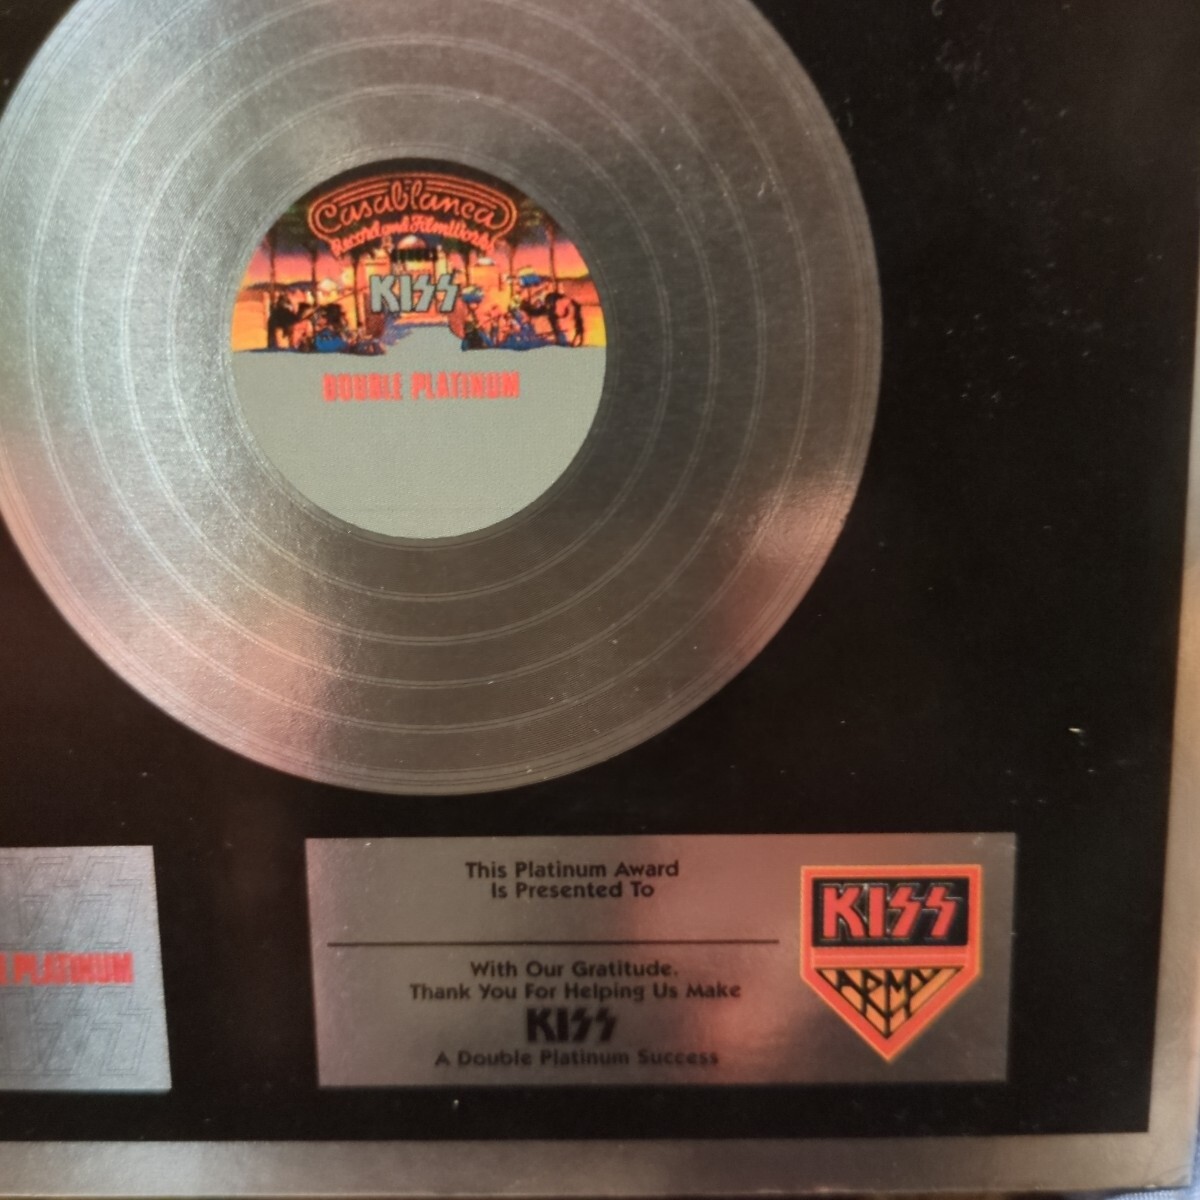 Casablanca
Record and FilmWorks
KISS
DOUBLE PLATINUM
PLATINUM
This Platinum Award
Is Presented To
With Our Gratitude.
Thank You For Helping Us Make
KISS
A Double Platinum Success
KISS
ARMY